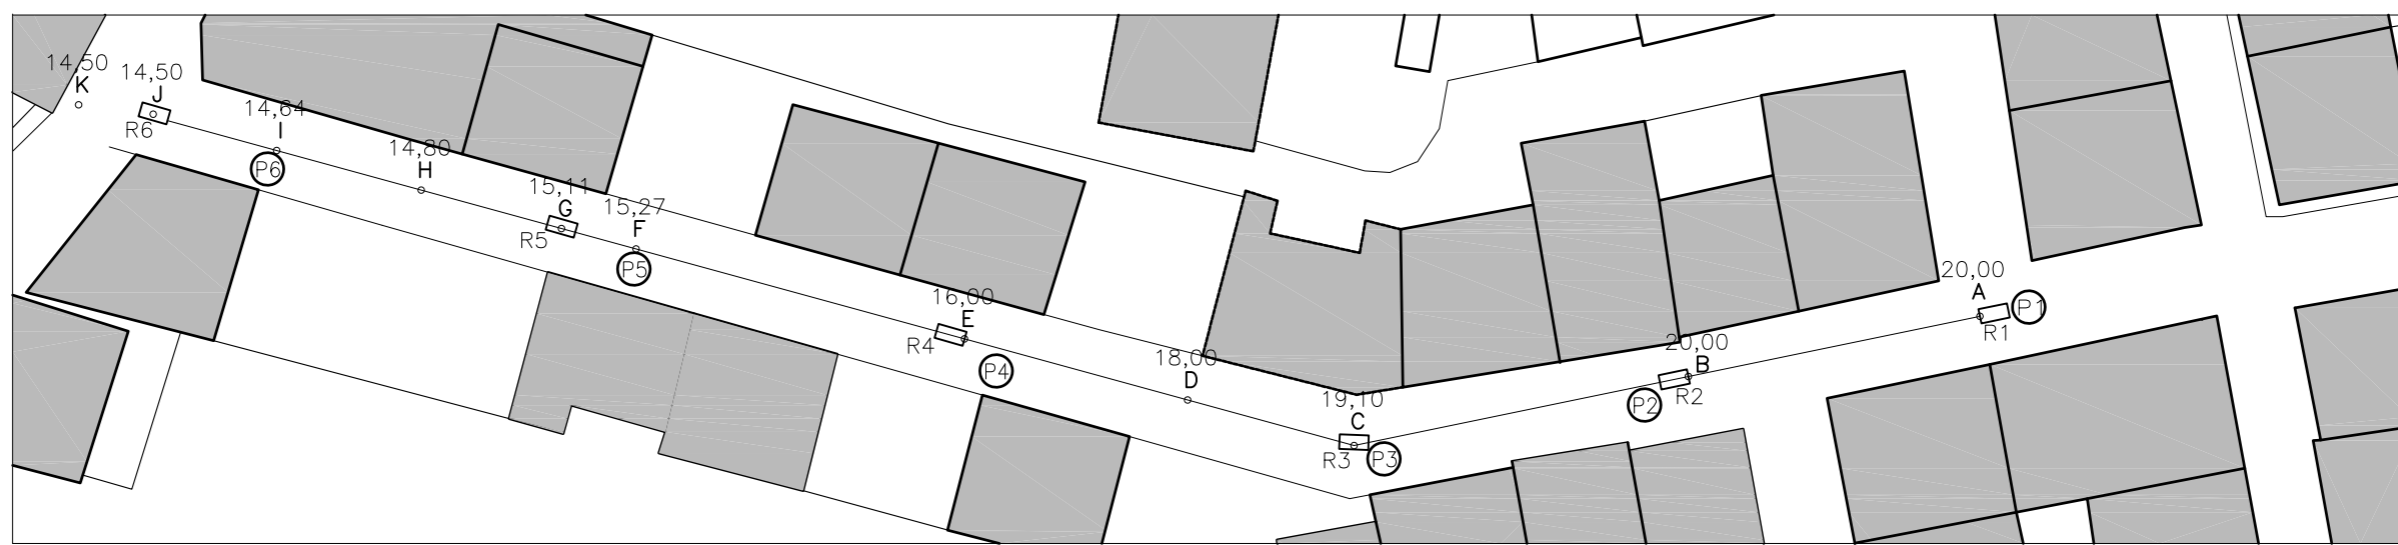 14,50
K
14,50
J
R6
14,64
I
P6
14,80
H
15,11
G
R5
15,27
F
P5
16,00
E
R4
P4
18,00
D
19,10
C
R3
P3
20,00
B
R2
P2
20,00
A
R1
P1